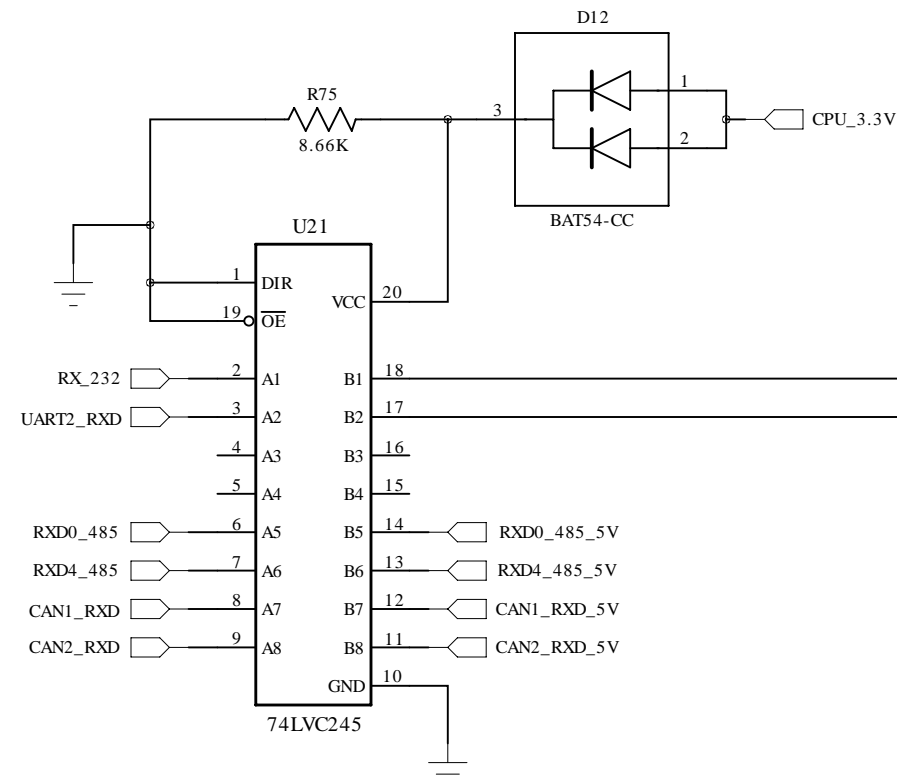 D12
R75
8.66K
3
1
2
CPU_3.3V
BAT54-CC
U21
1
DIR
VCC
20
19
OE
RX_232
2
A1
B1
18
UART2_RXD
3
A2
B2
17
4
A3
B3
16
5
A4
B4
15
RXD0_485
6
A5
B5
14
RXD0_485_5V
RXD4_485
7
A6
B6
13
RXD4_485_5V
CAN1_RXD
8
A7
B7
12
CAN1_RXD_5V
CAN2_RXD
9
A8
B8
11
CAN2_RXD_5V
GND
10
74LVC245